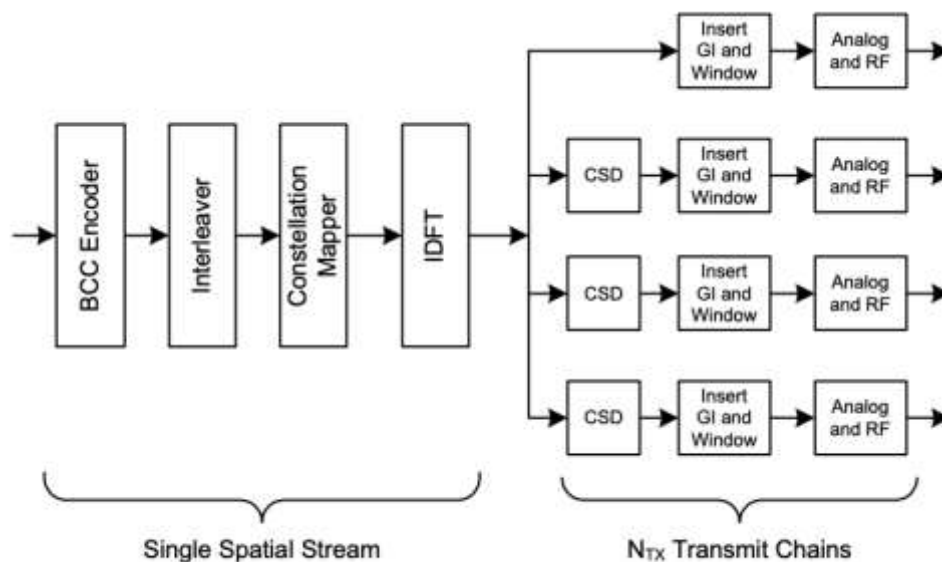 BCC Encoder
Interleaver
Constellation
Mapper
IDFT
Insert
GI and
Window
Analog
and RF
CSD
Insert
GI and
Window
Analog
and RF
CSD
Insert
GI and
Window
Analog
and RF
CSD
Insert
GI and
Window
Analog
and RF
Single Spatial Stream
NTX Transmit Chains